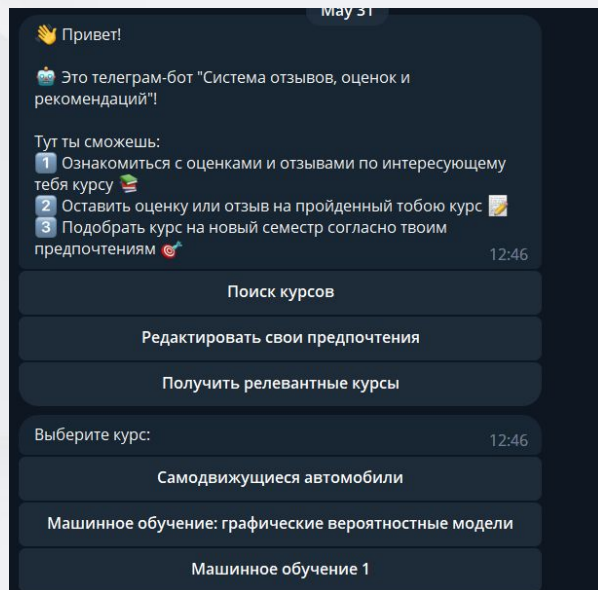 May 31
👋 Привет!
🤖 Это телеграм-бот "Система отзывов, оценок и
рекомендаций"!
Тут ты сможешь:
1️⃣ Ознакомиться с оценками и отзывами по интересующему
тебя курсу 📚
2️⃣ Оставить оценку или отзыв на пройденный тобою курс 📝
3️⃣ Подобрать курс на новый семестр согласно твоим
предпочтениям 🎯
12:46
Поиск курсов
Редактировать свои предпочтения
Получить релевантные курсы
Выберите курс:
12:46
Самодвижущиеся автомобили
Машинное обучение: графические вероятностные модели
Машинное обучение 1